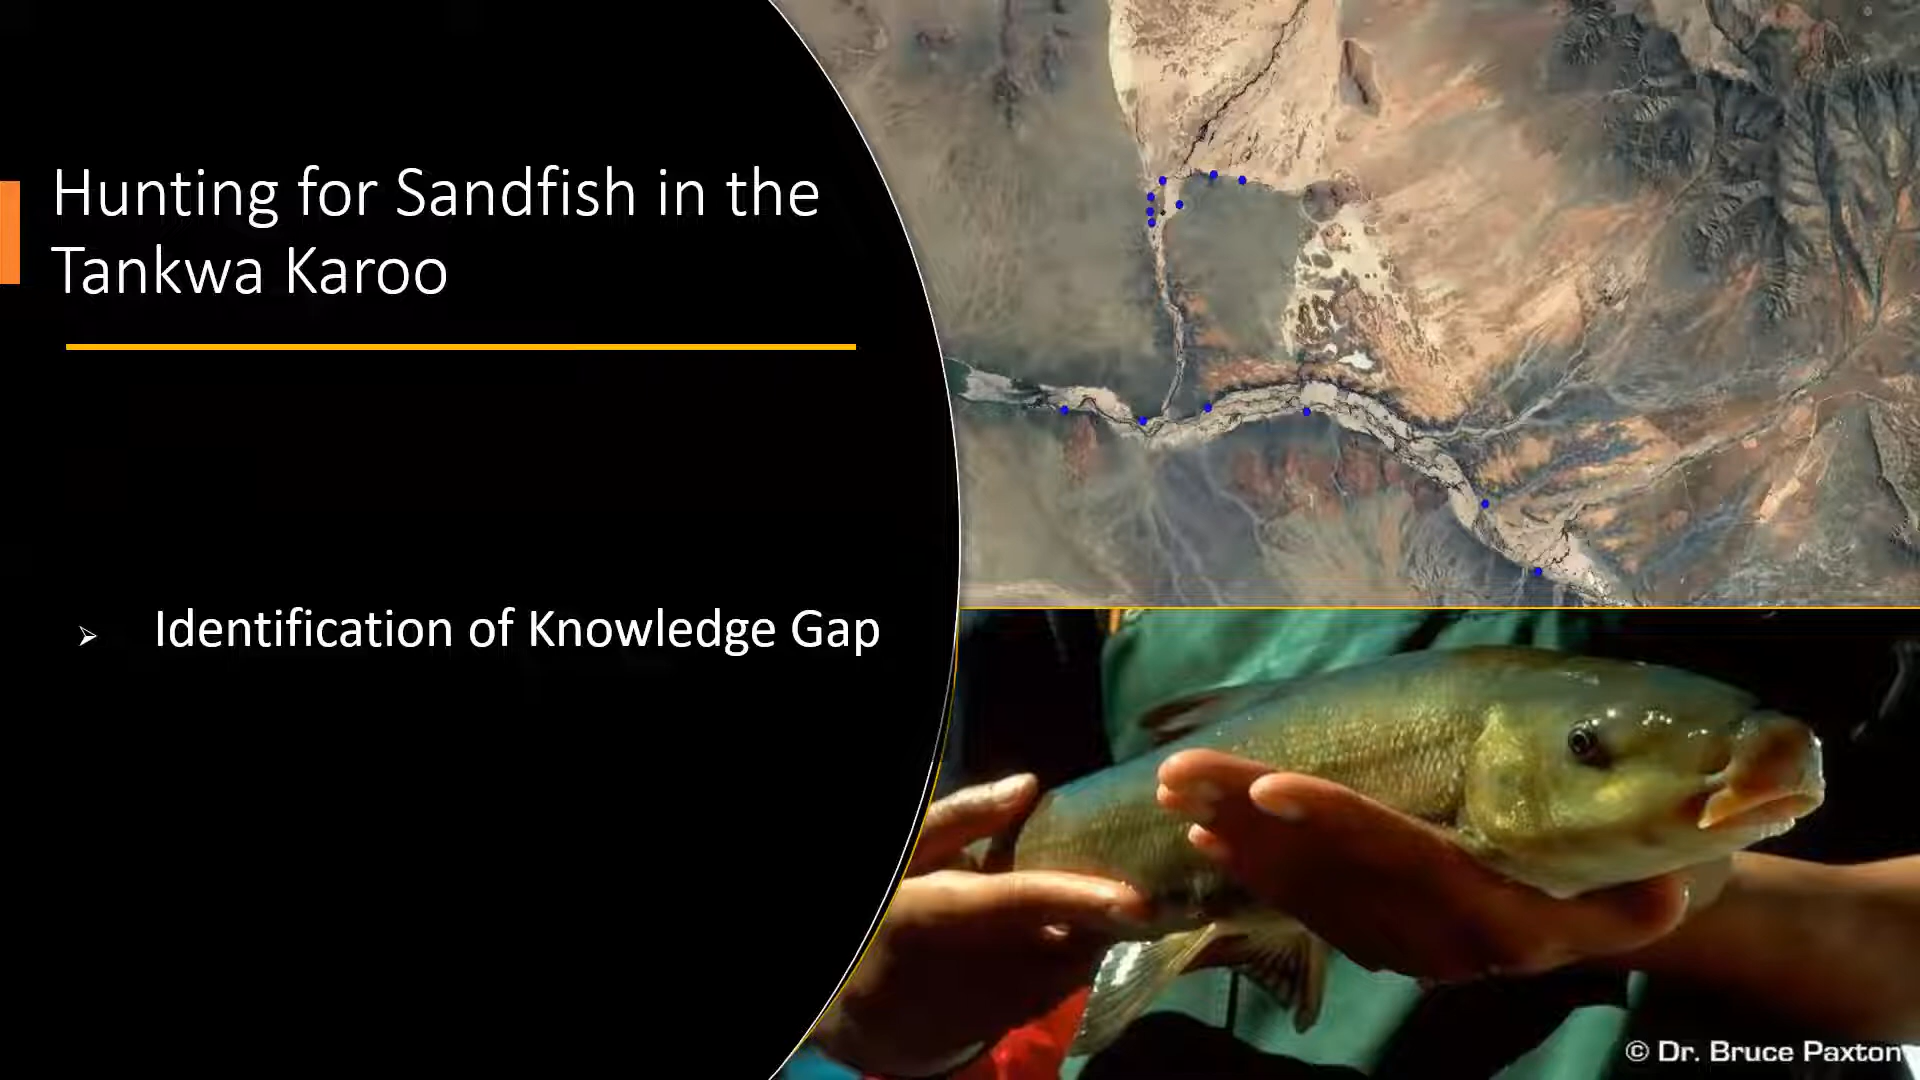 Hunting for Sandfish in the
Tankwa Karoo
➢ Identification of Knowledge Gap
© Dr. Bruce Paxton